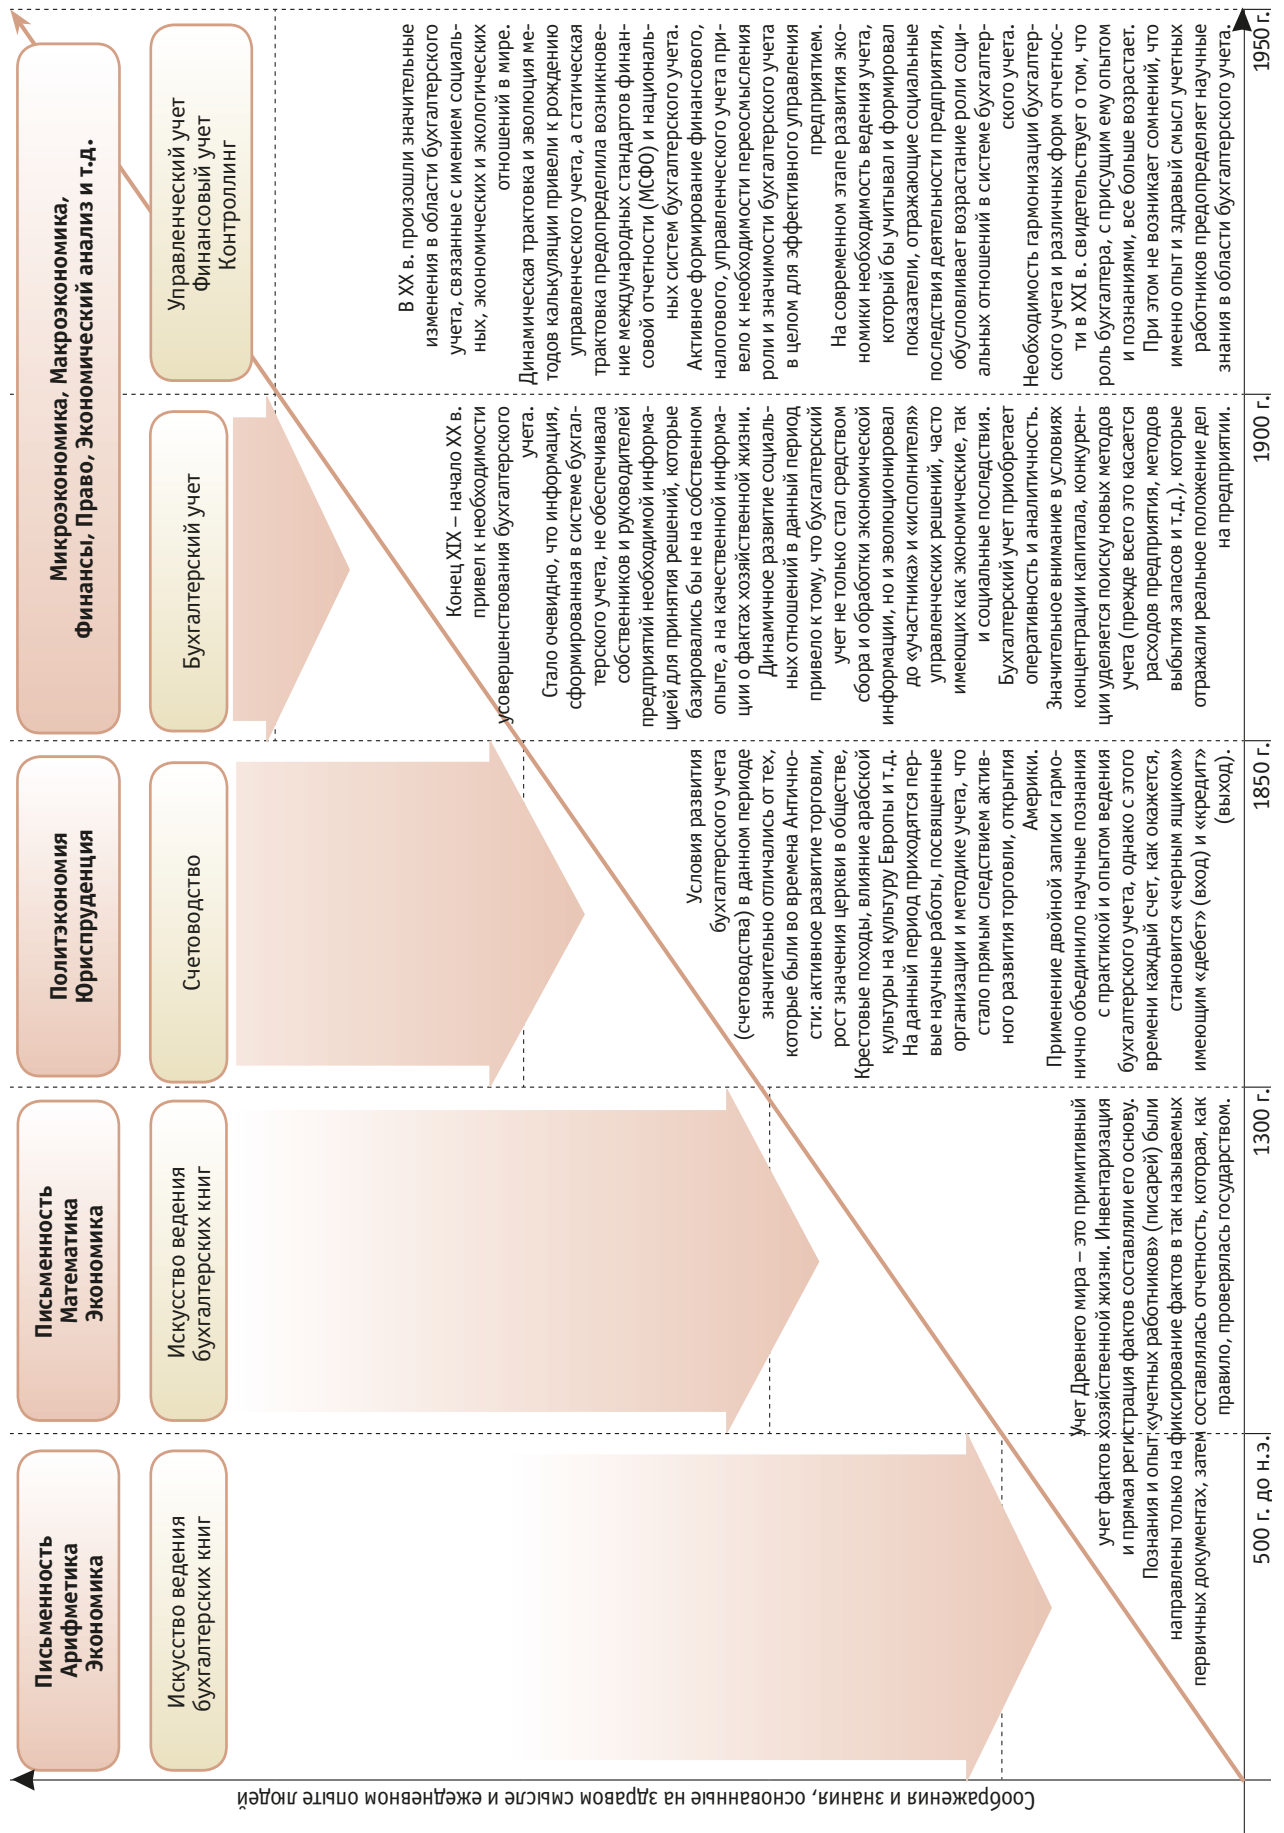 Соображения и знания, основанные на здравом смысле и ежедневном опыте людей
Письменность
Арифметика
Экономика
Искусство ведения
бухгалтерских книг
Письменность
Математика
Экономика
Искусство ведения
бухгалтерских книг
Политэкономия
Юриспруденция
Счетоводство
Микроэкономика, Макроэкономика,
Финансы, Право, Экономический анализ и т.д.
Бухгалтерский учет
Управленческий учет
Финансовый учет
Контроллинг
Учет Древнего мира – это примитивный
учет фактов хозяйственной жизни. Инвентаризация
и прямая регистрация фактов составляли его основу.
Познания и опыт «учетных работников» (писарей) были
направлены только на фиксирование фактов в так называемых
первичных документах, затем составлялась отчетность, которая, как
правило, проверялась государством.
Условия развития
бухгалтерского учета
(счетоводства) в данном периоде
значительно отличались от тех,
которые были во времена Антично-
сти: активное развитие торговли,
рост значения церкви в обществе,
Крестовые походы, влияние арабской
культуры на культуру Европы и т.д.
На данный период приходятся пер-
вые научные работы, посвященные
организации и методике учета, что
стало прямым следствием актив-
ного развития торговли, открытия
Америки.
Применение двойной записи гармо-
нично объединило научные познания
с практикой и опытом ведения
бухгалтерского учета, однако с этого
времени каждый счет, как окажется,
становится «черным ящиком»
имеющим «дебет» (вход) и «кредит»
(выход).
Конец XIX – начало XX в.
привел к необходимости
усовершенствования бухгалтерского
учета.
Стало очевидно, что информация,
сформированная в системе бухгал-
терского учета, не обеспечивала
собственников и руководителей
предприятий необходимой информа-
цией для принятия решений, которые
базировались бы не на собственном
опыте, а на качественной информа-
ции о фактах хозяйственной жизни.
Динамичное развитие социаль-
ных отношений в данный период
привело к тому, что бухгалтерский
учет не только стал средством
сбора и обработки экономической
информации, но и эволюционировал
до «участника» и «исполнителя»
управленческих решений, часто
имеющих как экономические, так
и социальные последствия.
Бухгалтерский учет приобретает
оперативность и аналитичность.
Значительное внимание в условиях
концентрации капитала, конкурен-
ции уделяется поиску новых методов
учета (прежде всего это касается
расходов предприятия, методов
выбытия запасов и т.д.), которые
отражали реальное положение дел
на предприятии.
В XX в. произошли значительные
изменения в области бухгалтерского
учета, связанные с имением социаль-
ных, экономических и экологических
отношений в мире.
Динамическая трактовка и эволюция ме-
тодов калькуляции привели к рождению
управленческого учета, а статическая
трактовка предопределила возникнове-
ние международных стандартов финан-
совой отчетности (МСФО) и националь-
ных систем бухгалтерского учета.
Активное формирование финансового,
налогового, управленческого учета при-
вело к необходимости переосмысления
роли и значимости бухгалтерского учета
в целом для эффективного управления
предприятием.
На современном этапе развития эко-
номики необходимость ведения учета,
который бы учитывал и формировал
показатели, отражающие социальные
последствия деятельности предприятия,
обусловливает возрастание роли соци-
альных отношений в системе бухгалтер-
ского учета.
Необходимость гармонизации бухгалтер-
ского учета и различных форм отчетнос-
ти в XXI в. свидетельствует о том, что
роль бухгалтера, с присущим ему опытом
и познаниями, все больше возрастает.
При этом не возникает сомнений, что
именно опыт и здравый смысл учетных
работников предопределяет научные
знания в области бухгалтерского учета.
500 г. до н.э.
1300 г.
1850 г.
1900 г.
1950 г.